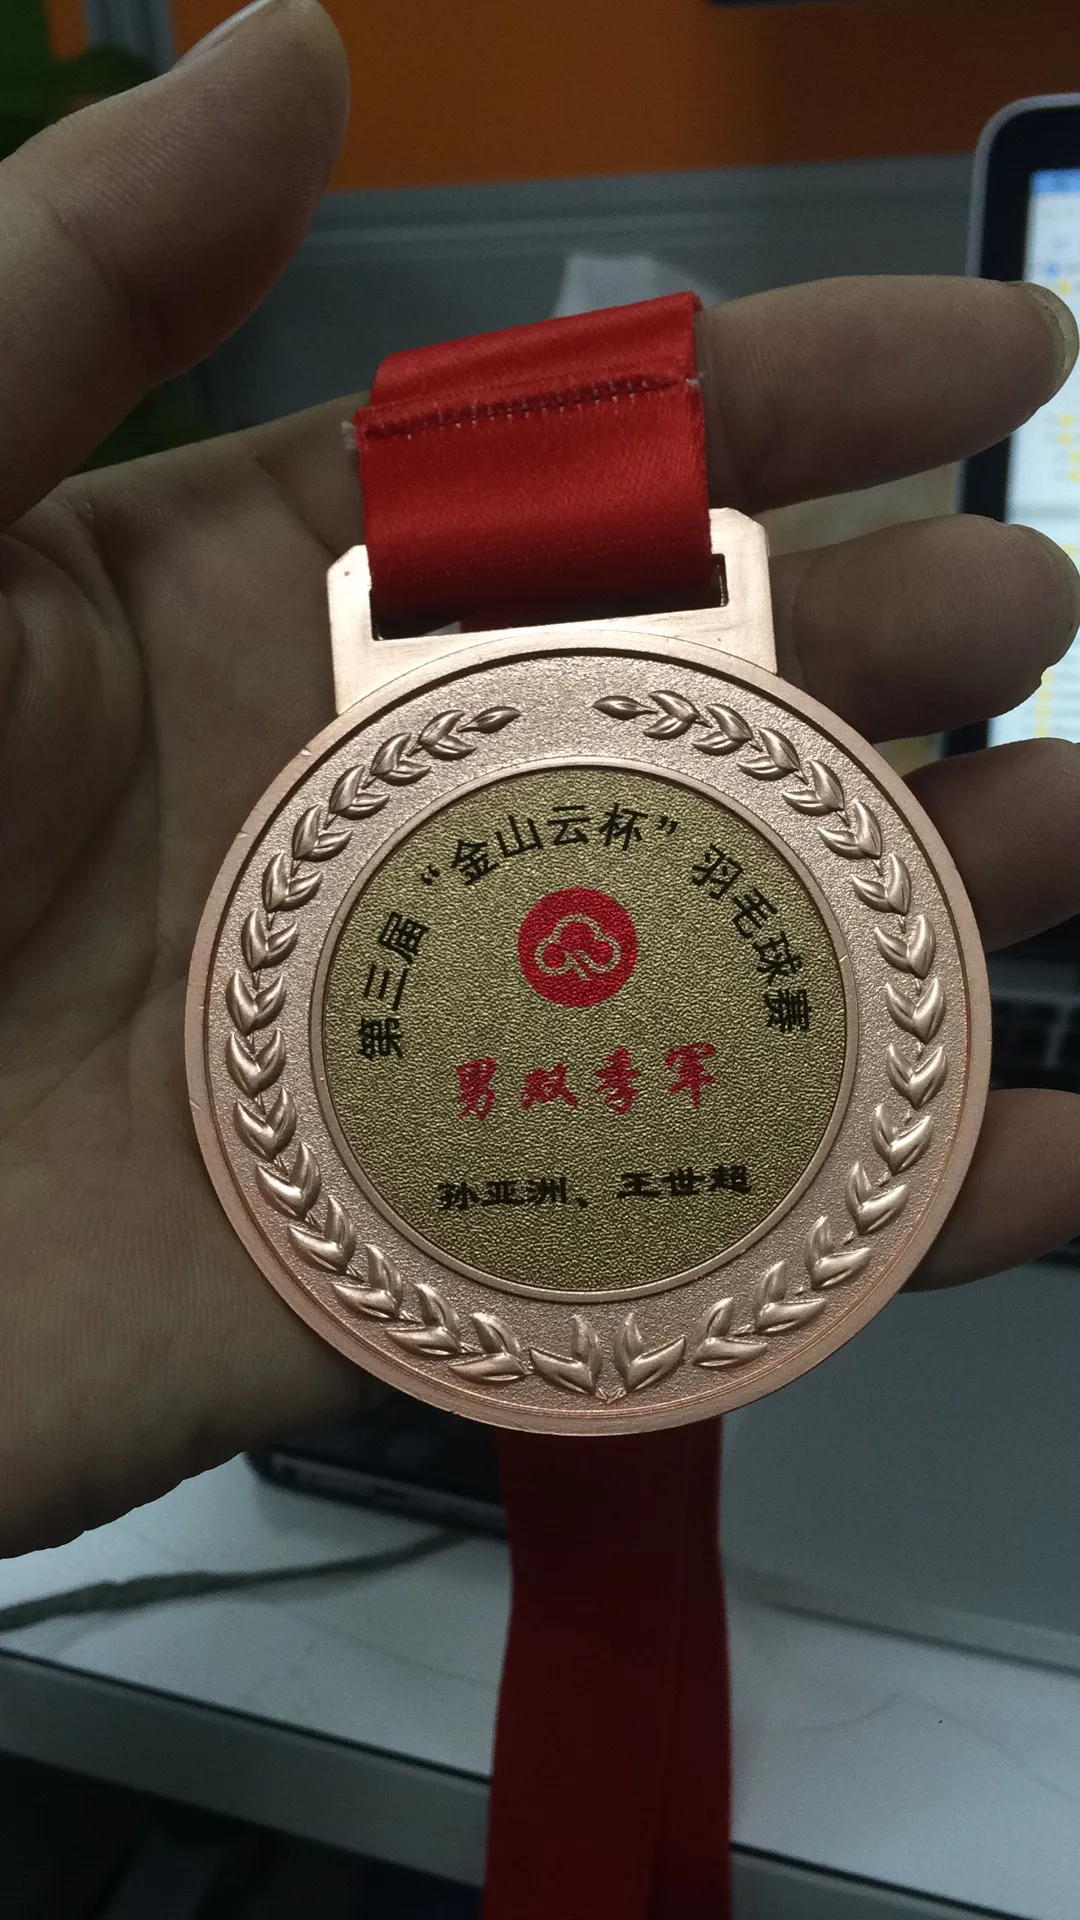 第三届“金山云杯”羽毛球赛
男双季军
孙亚洲、王世超